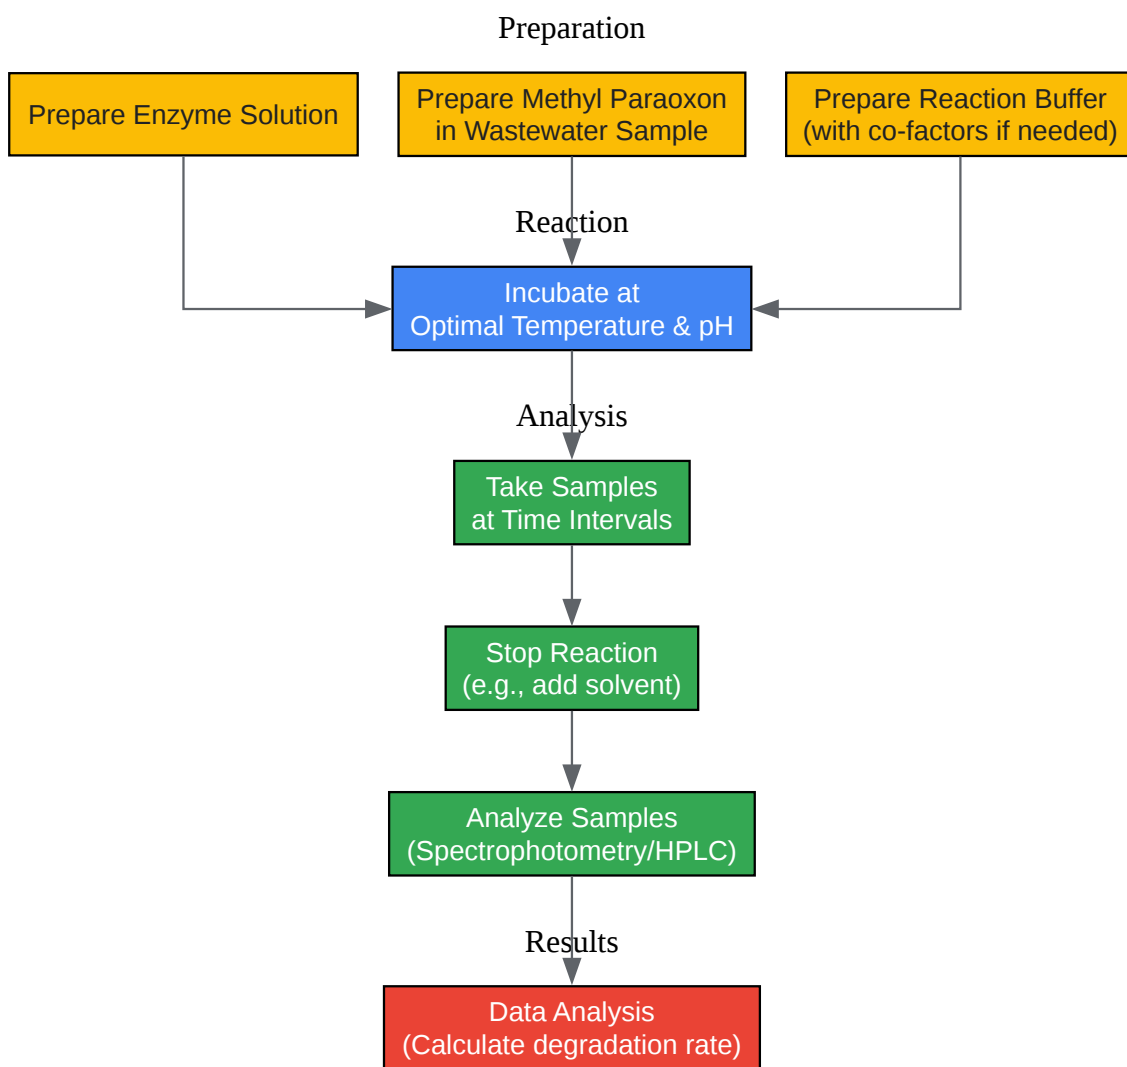 Preparation
Prepare Enzyme Solution
Prepare Methyl Paraoxon
in Wastewater Sample
Prepare Reaction Buffer
(with co-factors if needed)
Reaction
Incubate at
Optimal Temperature & pH
Analysis
Take Samples
at Time Intervals
Stop Reaction
(e.g., add solvent)
Analyze Samples
(Spectrophotometry/HPLC)
Results
Data Analysis
(Calculate degradation rate)